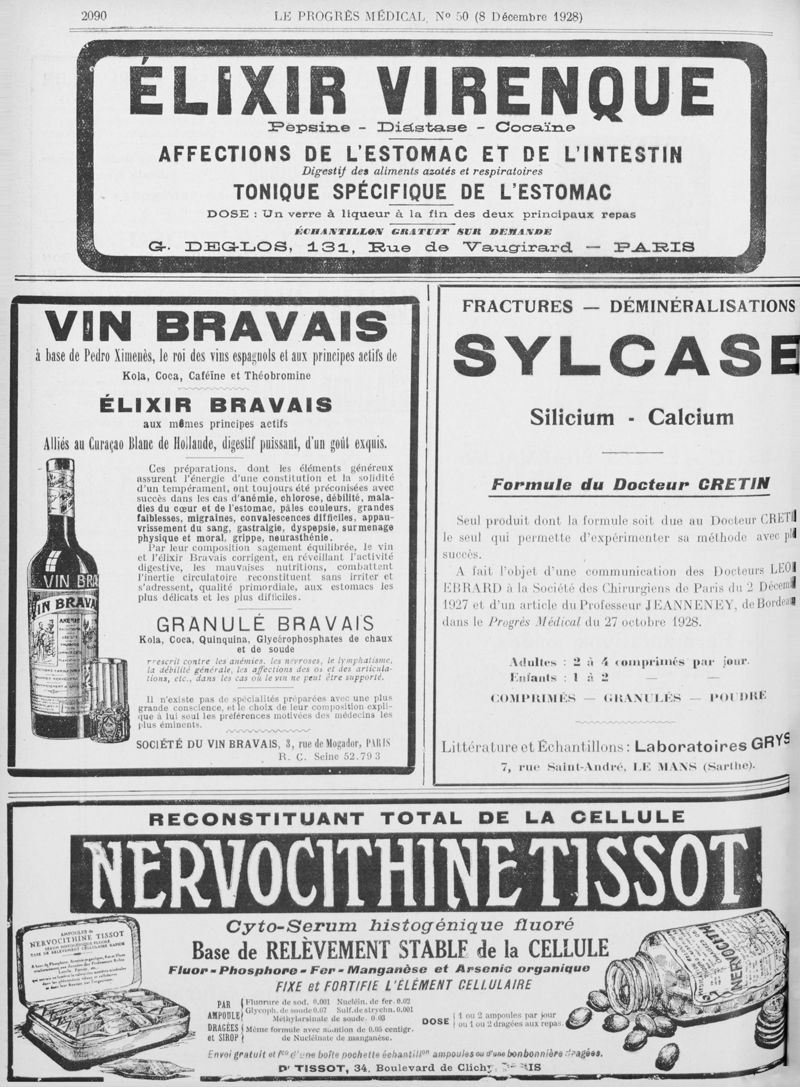 2090
LE PROGRÈS MÉDICAL, Nº 50 (8 Décembre 1928)
ÉLIXIR VIRENQUE
Pepsine - Diastase - Cocaïne
AFFECTIONS DE L'ESTOMAC ET DE L'INTESTIN
Digestif des aliments azotés et respiratoires
TONIQUE SPÉCIFIQUE DE L'ESTOMAC
DOSE : Un verre à liqueur à la fin des deux principaux repas
ÉCHANTILLON GRATUIT SUR DEMANDE
G. DEGLOS, 131, Rue de Vaugirard — PARIS
VIN BRAVAIS
à base de Pedro Ximenès, le roi des vins espagnols et aux principes actifs de
Kola, Coca, Caféïne et Théobromine
ÉLIXIR BRAVAIS
aux mêmes principes actifs
Alliés au Curaçao Blanc de Hollande, digestif puissant, d'un goût exquis.
Ces préparations, dont les éléments généreux
assurent l'énergie d'une constitution et la solidité
d'un tempérament, ont toujours été préconisées avec
succès dans les cas d'anémie, chlorose, débilité, mala-
dies du cœur et de l'estomac, pâles couleurs, grandes
faiblesses, migraines, convalescences difficiles, appau-
vrissement du sang, gastralgie, dyspepsie, surmenage
physique et moral, grippe, neurasthénie.
Par leur composition sagement équilibrée, le vin
et l'élixir Bravais corrigent, en réveillant l'activité
digestive, les mauvaises nutritions, combattent
l'inertie circulatoire reconstituent sans irriter et
s'adressent, qualité primordiale, aux estomacs les
plus délicats et les plus difficiles.
VIN BRA
VIN BRAVAIS
GRANULÉ BRAVAIS
Kola, Coca, Quinquina, Glycérophosphates de chaux
et de soude
Prescrit contre les anémies, les névroses, le lymphatisme,
la débilité générale, les affections des os et des articula-
tions, etc., dans les cas où le vin ne peut être supporté.
Il n'existe pas de spécialités préparées avec une plus
grande conscience, et le choix de leur composition expli-
que à lui seul les préférences motivées des médecins les
plus éminents.
SOCIÉTÉ DU VIN BRAVAIS, 3, rue de Mogador, PARIS
R. C. Seine 52.793
FRACTURES — DÉMINÉRALISATIONS
SYLCASE
Silicium - Calcium
Formule du Docteur CRETIN
Seul produit dont la formule soit due au Docteur CRETI
le seul qui permette d'expérimenter sa méthode avec pl
succès.
A fait l'objet d'une communication des Docteurs LEO
EBRARD à la Société des Chirurgiens de Paris du 2 Décem
1927 et d'un article du Professeur JEANNENEY, de Bordeau
dans le Progrès Médical du 27 octobre 1928.
Adultes : 2 à 4 comprimés par jour.
Enfants : 1 à 2 — —
COMPRIMÉS — GRANULÉS — POUDRE
Littérature et Échantillons : Laboratoires GRYS
7, rue Saint-André, LE MANS (Sarthe).
RECONSTITUANT TOTAL DE LA CELLULE
NERVOCITHINE TISSOT
Cyto-Serum histogénique fluoré
Base de RELÈVEMENT STABLE de la CELLULE
Fluor-Phosphore-Fer-Manganèse et Arsenic organique
FIXE et FORTIFIE L'ÉLÉMENT CELLULAIRE
AMPOULES de
NERVOCITHINE TISSOT
NERVOCITHINE
PAR AMPOULE
Fluorure de sod. 0.001 Nucléin. de fer. 0.02
Glycoph. de soude 0.07 Sulf. de strychn. 0.001
Méthylarsinate de soude. 0 03
DRAGÉES et SIROP
Même formule avec addition de 0.05 centigr.
de Nucléinate de manganèse.
DOSE
1 ou 2 ampoules par jour
ou 1 ou 2 dragées aux repas.
Envoi gratuit et fco d'une boîte pochette échantillon ampoules ou d'une bonbonnière dragées.
Dr TISSOT, 34, Boulevard de Clichy, PARIS